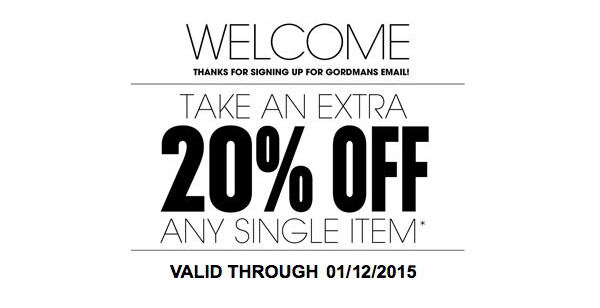 WELCOME
THANKS FOR SIGNING UP FOR GORDMANS EMAIL!
TAKE AN EXTRA
20% OFF
ANY SINGLE ITEM*
VALID THROUGH 01/12/2015